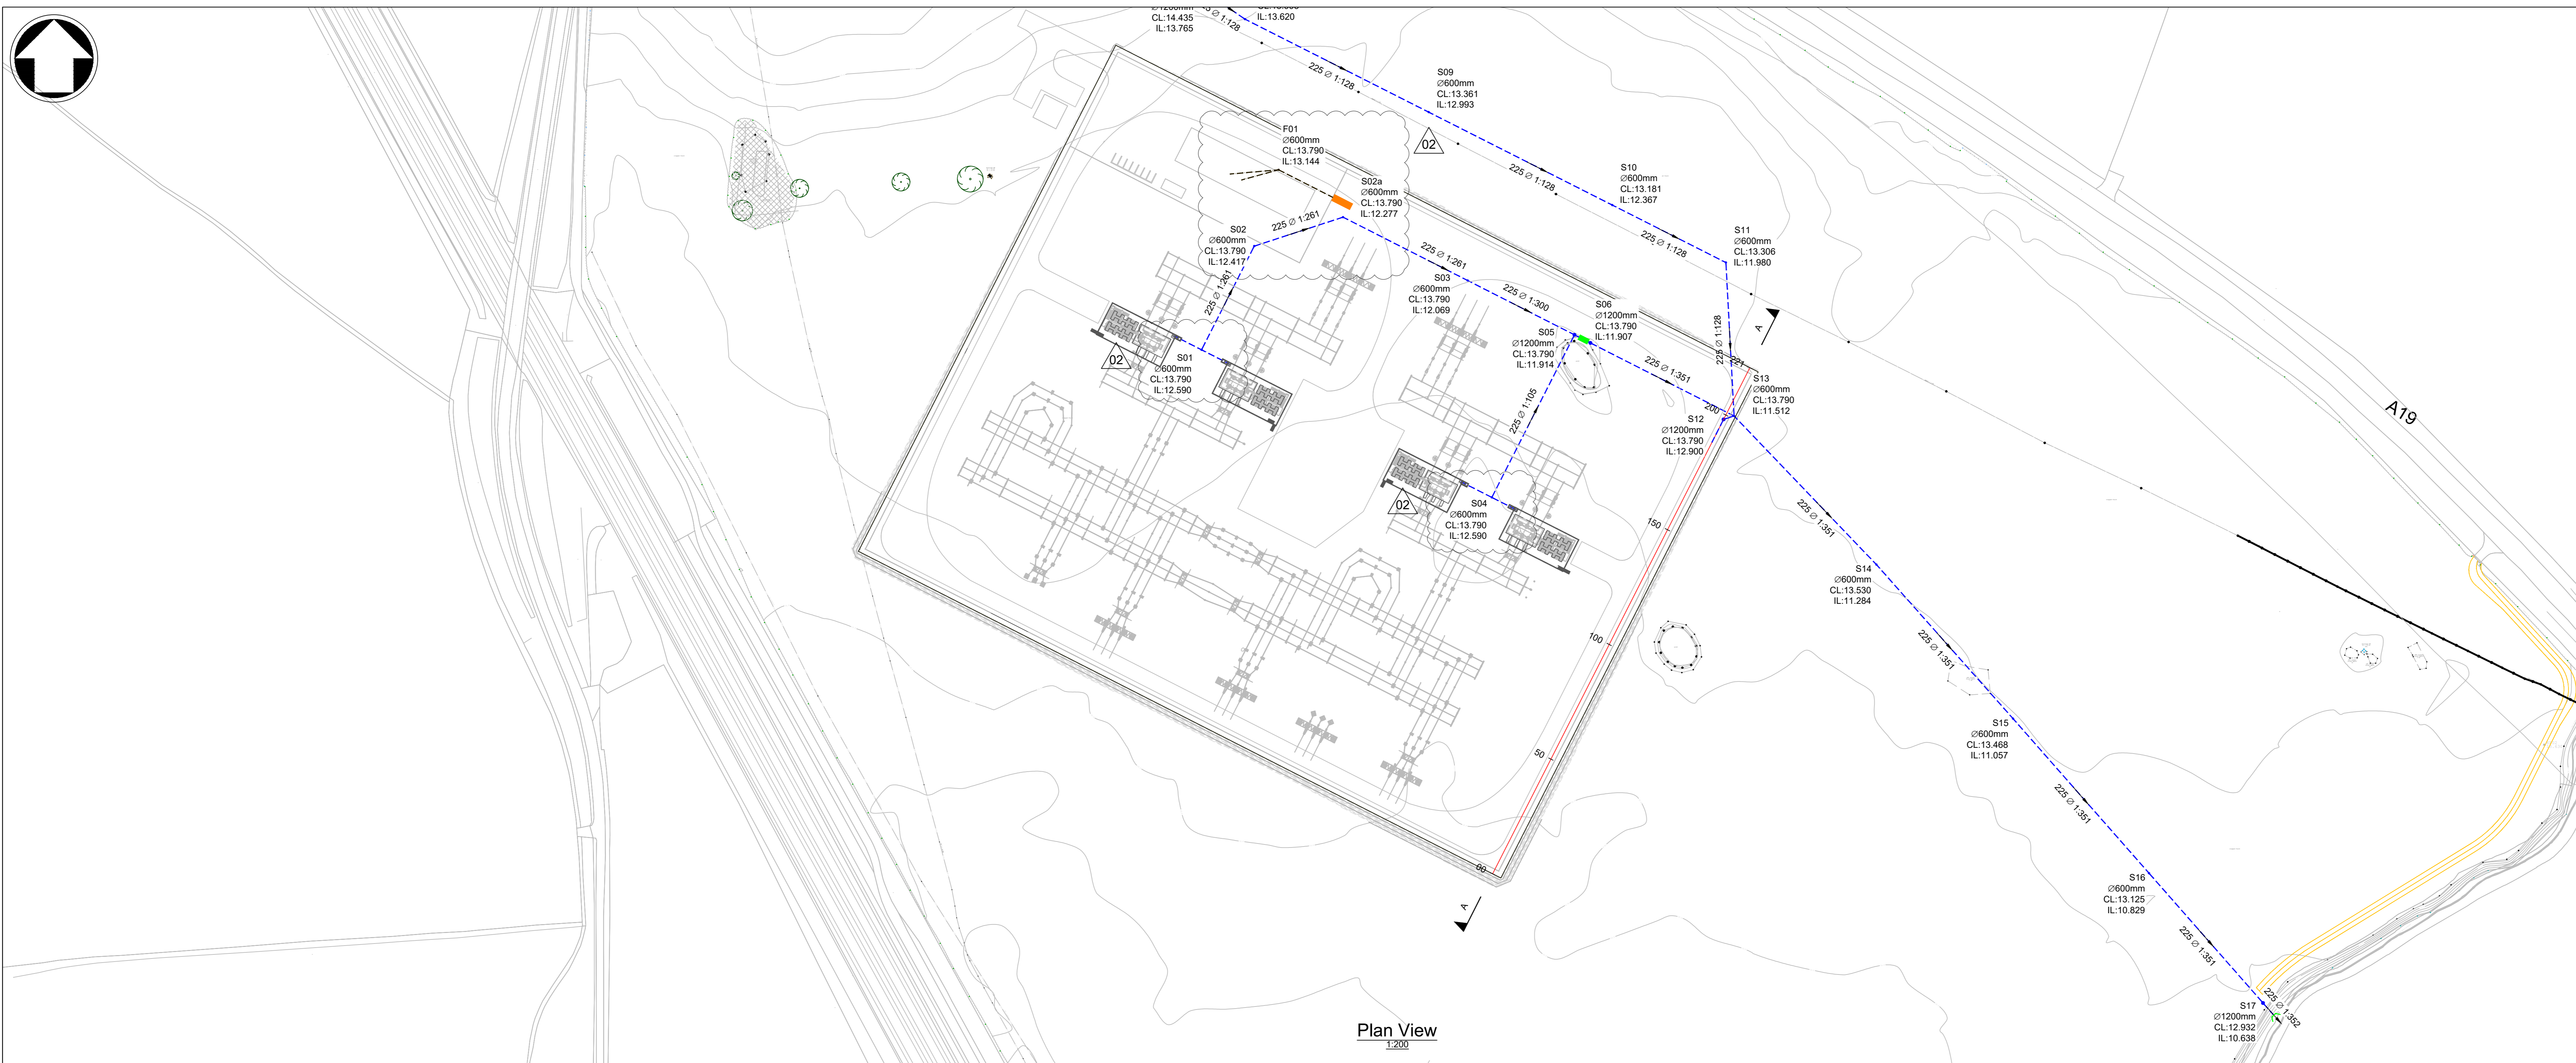 Ø1200mm
CL:14.435
IL:13.765
IL:13.620
1:128
225 Ø 1:128
S09
Ø600mm
CL:13.361
IL:12.993
02
F01
Ø600mm
CL:13.790
IL:13.144
225 Ø 1:128
S10
Ø600mm
CL:13.181
IL:12.367
S02a
Ø600mm
CL:13.790
IL:12.277
225 Ø 1:261
S02
Ø600mm
CL:13.790
IL:12.417
225 Ø 1:128
S11
Ø600mm
CL:13.306
IL:11.980
225 Ø 1:261
225 Ø 1:261
S03
Ø600mm
CL:13.790
IL:12.069
225 Ø 1:300
S06
Ø1200mm
CL:13.790
IL:11.907
S05
Ø1200mm
CL:13.790
IL:11.914
225 Ø 1:128
A
02
S01
Ø600mm
CL:13.790
IL:12.590
225 Ø 1:351
221
S13
Ø600mm
CL:13.790
IL:11.512
200
S12
Ø1200mm
CL:13.790
IL:12.900
225 Ø 1:105
A19
02
S04
Ø600mm
CL:13.790
IL:12.590
150
225 Ø 1:351
S14
Ø600mm
CL:13.530
IL:11.284
100
225 Ø 1:351
S15
Ø600mm
CL:13.468
IL:11.057
50
225 Ø 1:351
00
S16
Ø600mm
CL:13.125
IL:10.829
A
225 Ø 1:351
225 Ø 1:352
S17
Ø1200mm
CL:12.932
IL:10.638
Plan View
1:200